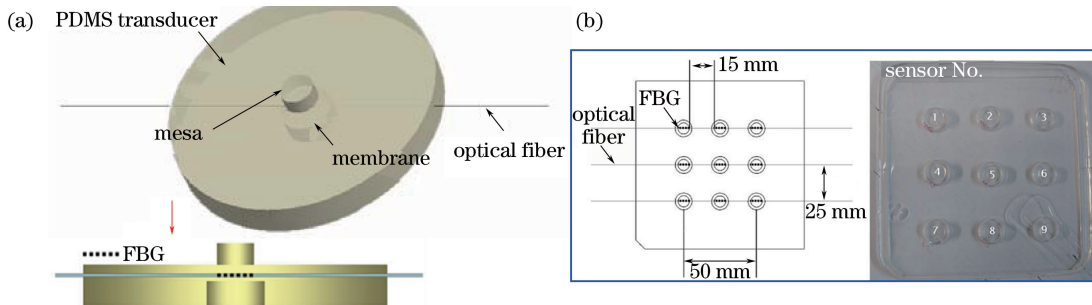 (a)
PDMS transducer
mesa
membrane
optical fiber
FBG
(b)
15 mm
FBG
optical
fiber
25 mm
50 mm
sensor No.
1 2 3
4 5 6
7 8 9